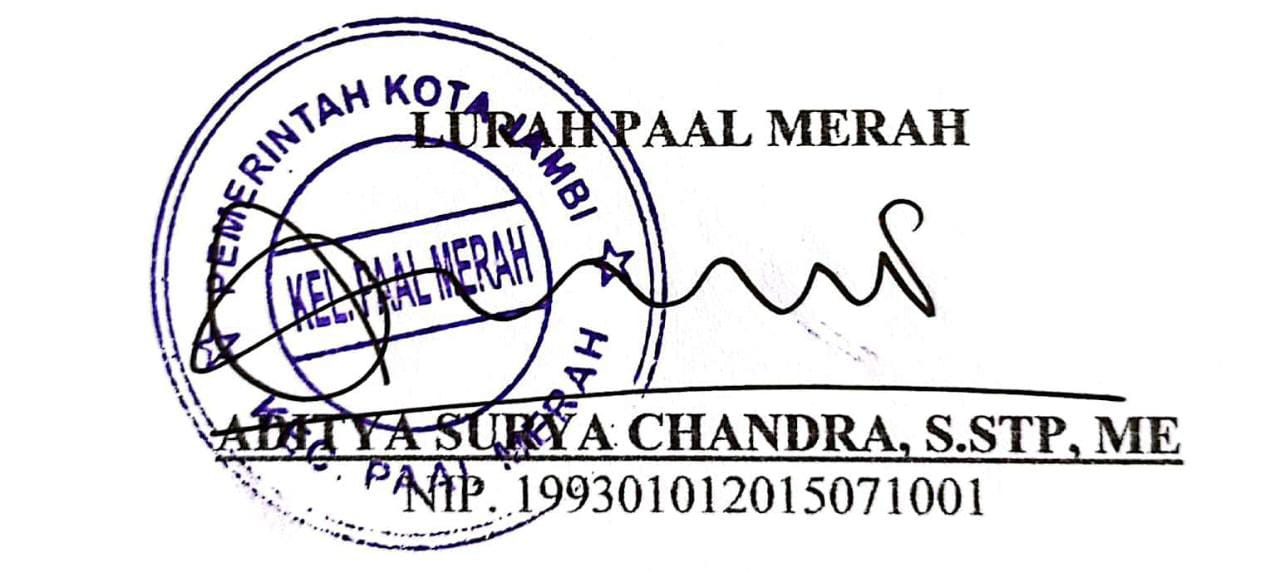 PEMERINTAH KOTA JAMBI
LURAH PAAL MERAH
KEL. PAAL MERAH
KEC. PAAL MERAH
ADITYA SURYA CHANDRA, S.STP, ME
NIP. 199301012015071001